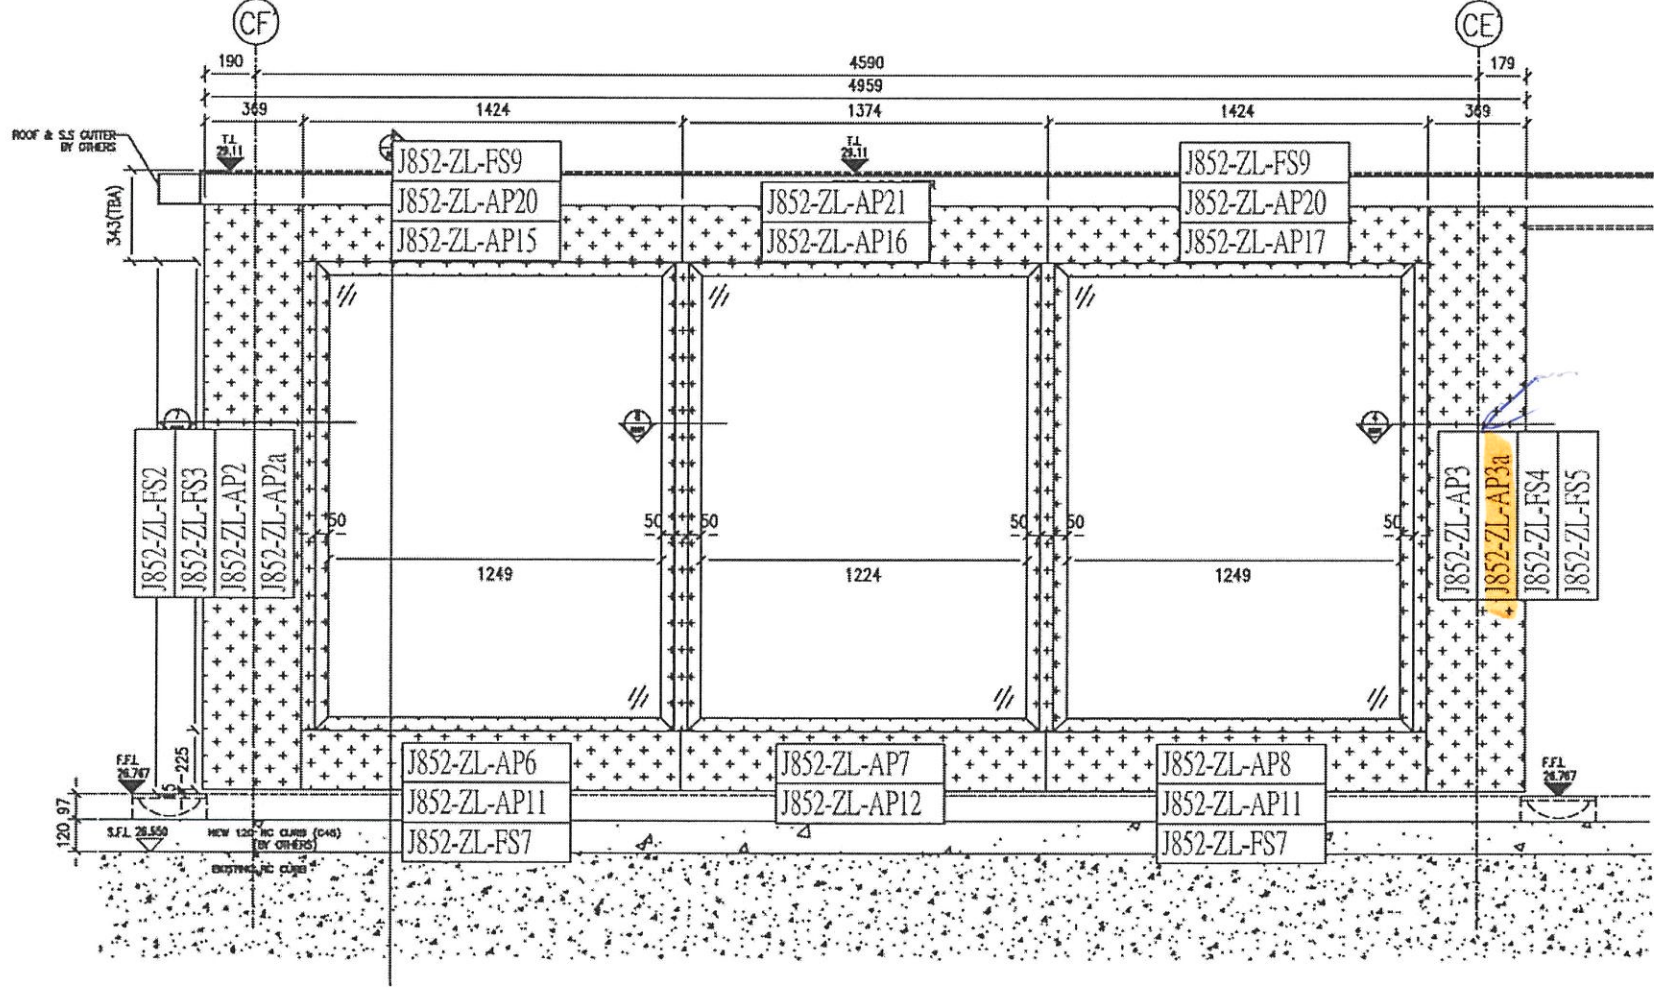 CF
CE
190
4590
179
4959
369
1424
1374
1424
369
ROOF & S.S GUTTER
BY OTHERS
T.L
29.11
T.L
29.11
343(TBA)
J852-ZL-FS9
J852-ZL-AP20
J852-ZL-AP15
J852-ZL-AP21
J852-ZL-AP16
J852-ZL-FS9
J852-ZL-AP20
J852-ZL-AP17
J852-ZL-FS2
J852-ZL-FS3
J852-ZL-AP2
J852-ZL-AP2a
J852-ZL-AP3
J852-ZL-AP3a
J852-ZL-FS4
J852-ZL-FS5
50
50
50
50
50
50
1249
1224
1249
J852-ZL-AP6
J852-ZL-AP11
J852-ZL-FS7
J852-ZL-AP7
J852-ZL-AP12
J852-ZL-AP8
J852-ZL-AP11
J852-ZL-FS7
225
15
F.F.L
26.767
F.F.L
26.767
97
120
S.F.L 26.550
NEW 120 RC CURB (C45)
(BY OTHERS)
EXISTING RC CURB